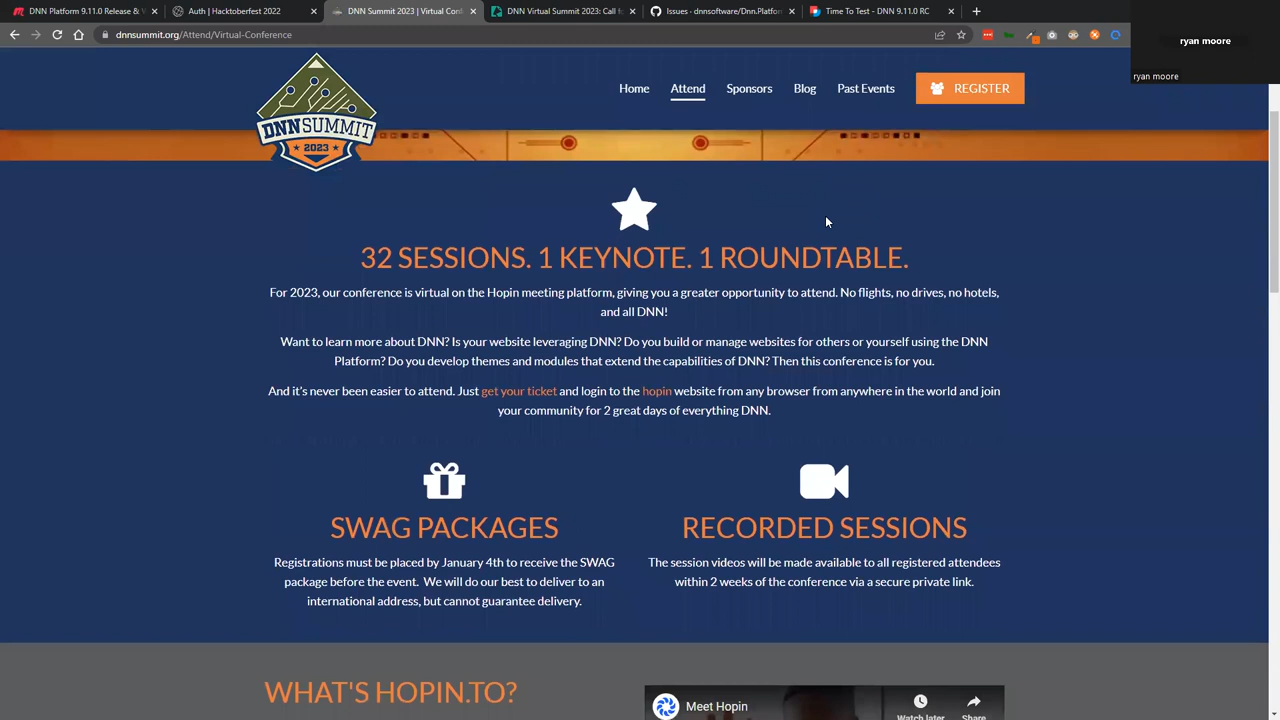 DNN Platform 9.11.0 Release &
Auth | Hacktoberfest 2022
DNN Summit 2023 | Virtual Con
DNN Virtual Summit 2023: Call f
Issues · dnnsoftware/Dnn.Platfor
Time To Test - DNN 9.11.0 RC
dnnsummit.org/Attend/Virtual-Conference
ryan moore
ryan moore
DNNSUMMIT
2023
Home
Attend
Sponsors
Blog
Past Events
REGISTER
32 SESSIONS. 1 KEYNOTE. 1 ROUNDTABLE.
For 2023, our conference is virtual on the Hopin meeting platform, giving you a greater opportunity to attend. No flights, no drives, no hotels,
and all DNN!
Want to learn more about DNN? Is your website leveraging DNN? Do you build or manage websites for others or yourself using the DNN
Platform? Do you develop themes and modules that extend the capabilities of DNN? Then this conference is for you.
And it's never been easier to attend. Just get your ticket and login to the hopin website from any browser from anywhere in the world and join
your community for 2 great days of everything DNN.
SWAG PACKAGES
Registrations must be placed by January 4th to receive the SWAG
package before the event. We will do our best to deliver to an
international address, but cannot guarantee delivery.
RECORDED SESSIONS
The session videos will be made available to all registered attendees
within 2 weeks of the conference via a secure private link.
WHAT'S HOPIN.TO?
Meet Hopin
Watch later
Share